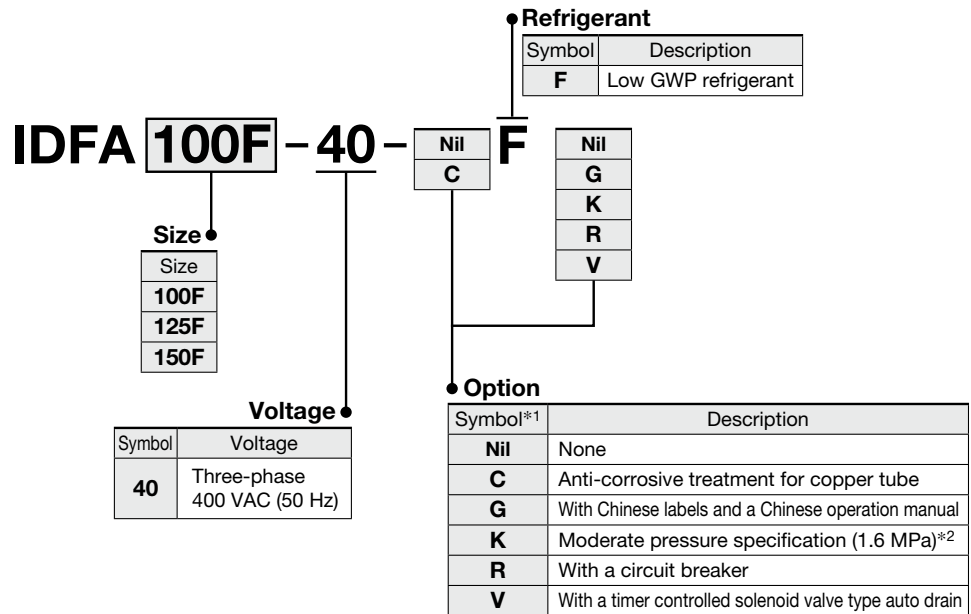 Refrigerant
Symbol Description
F Low GWP refrigerant
IDFA 100F – 40 – Nil F Nil
C G
K
R
V
Size
Size
100F
125F
150F
Voltage
Symbol Voltage
40 Three-phase
400 VAC (50 Hz)
Option
Symbol*1 Description
Nil None
C Anti-corrosive treatment for copper tube
G With Chinese labels and a Chinese operation manual
K Moderate pressure specification (1.6 MPa)*2
R With a circuit breaker
V With a timer controlled solenoid valve type auto drain